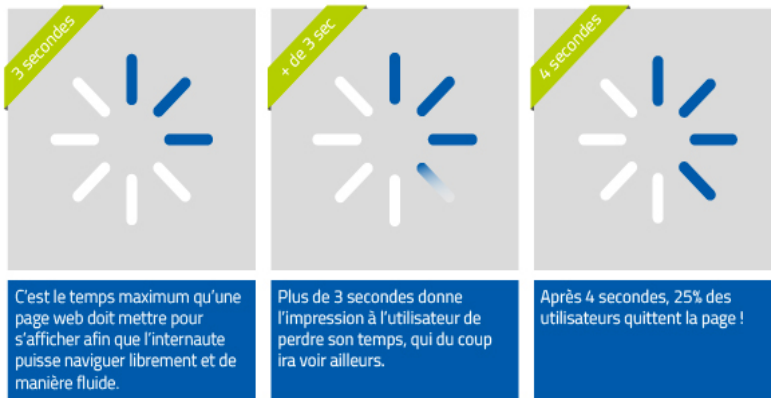 3 secondes
C'est le temps maximum qu'une
page web doit mettre pour
s'afficher afin que l'internaute
puisse naviguer librement et de
manière fluide.
+ de 3 sec
Plus de 3 secondes donne
l'impression à l'utilisateur de
perdre son temps, qui du coup
ira voir ailleurs.
4 secondes
Après 4 secondes, 25% des
utilisateurs quittent la page !